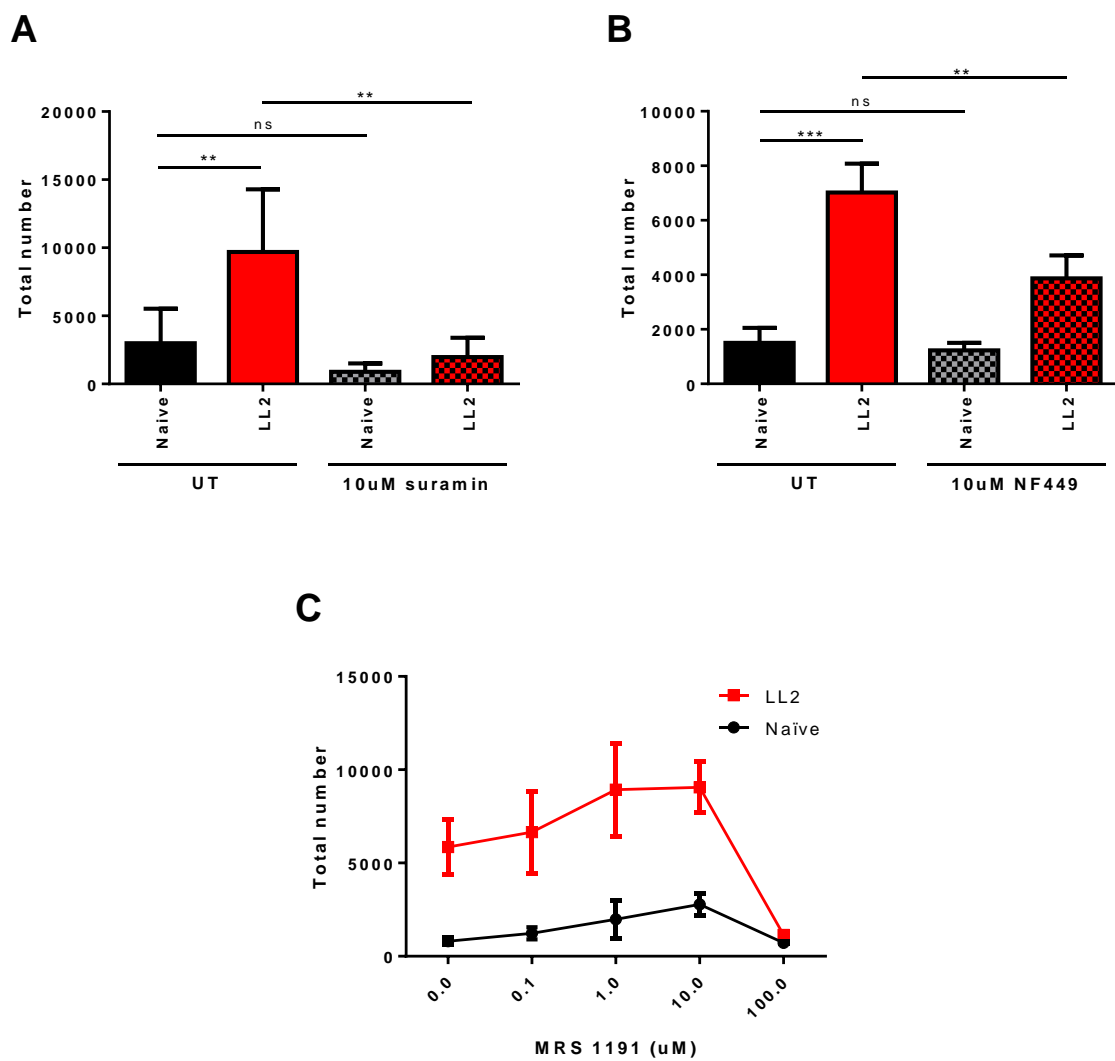 A
Total number
20000
15000
10000
5000
0
**
ns
**
Naive
LL2
Naive
LL2
UT
10uM suramin
B
Total number
10000
8000
6000
4000
2000
0
**
ns
***
Naive
LL2
Naive
LL2
UT
10uM NF449
C
Total number
15000
10000
5000
0
LL2
Naïve
0.0
0.1
1.0
10.0
100.0
MRS 1191 (uM)